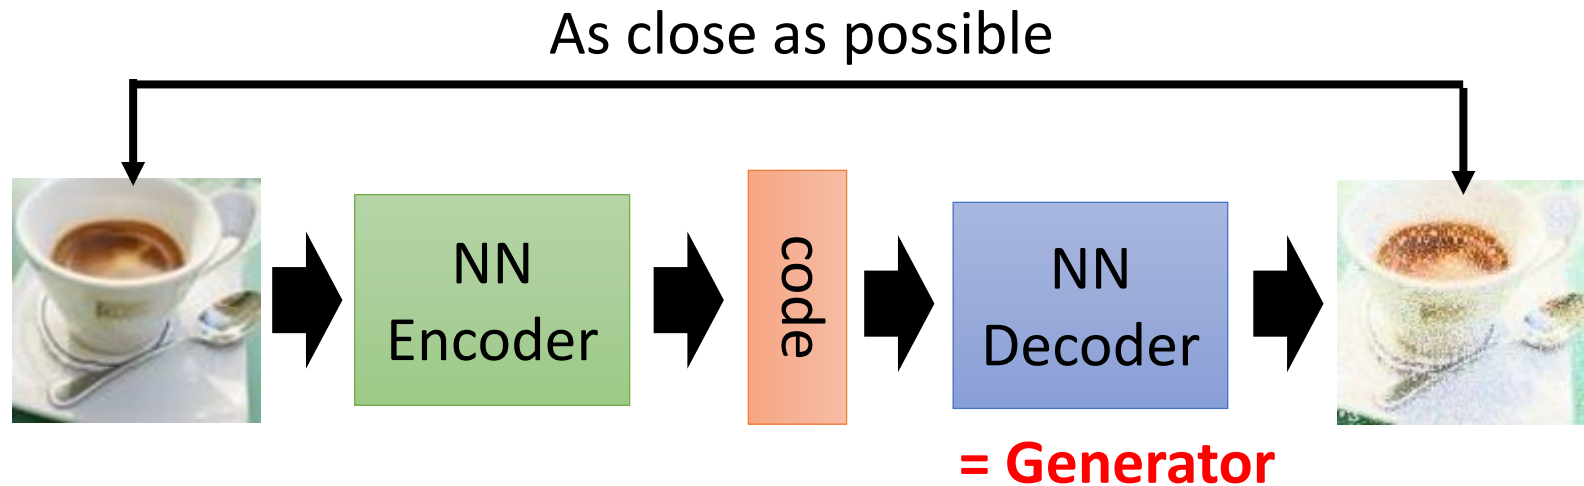 As close as possible
NN
Encoder
code
NN
Decoder
= Generator